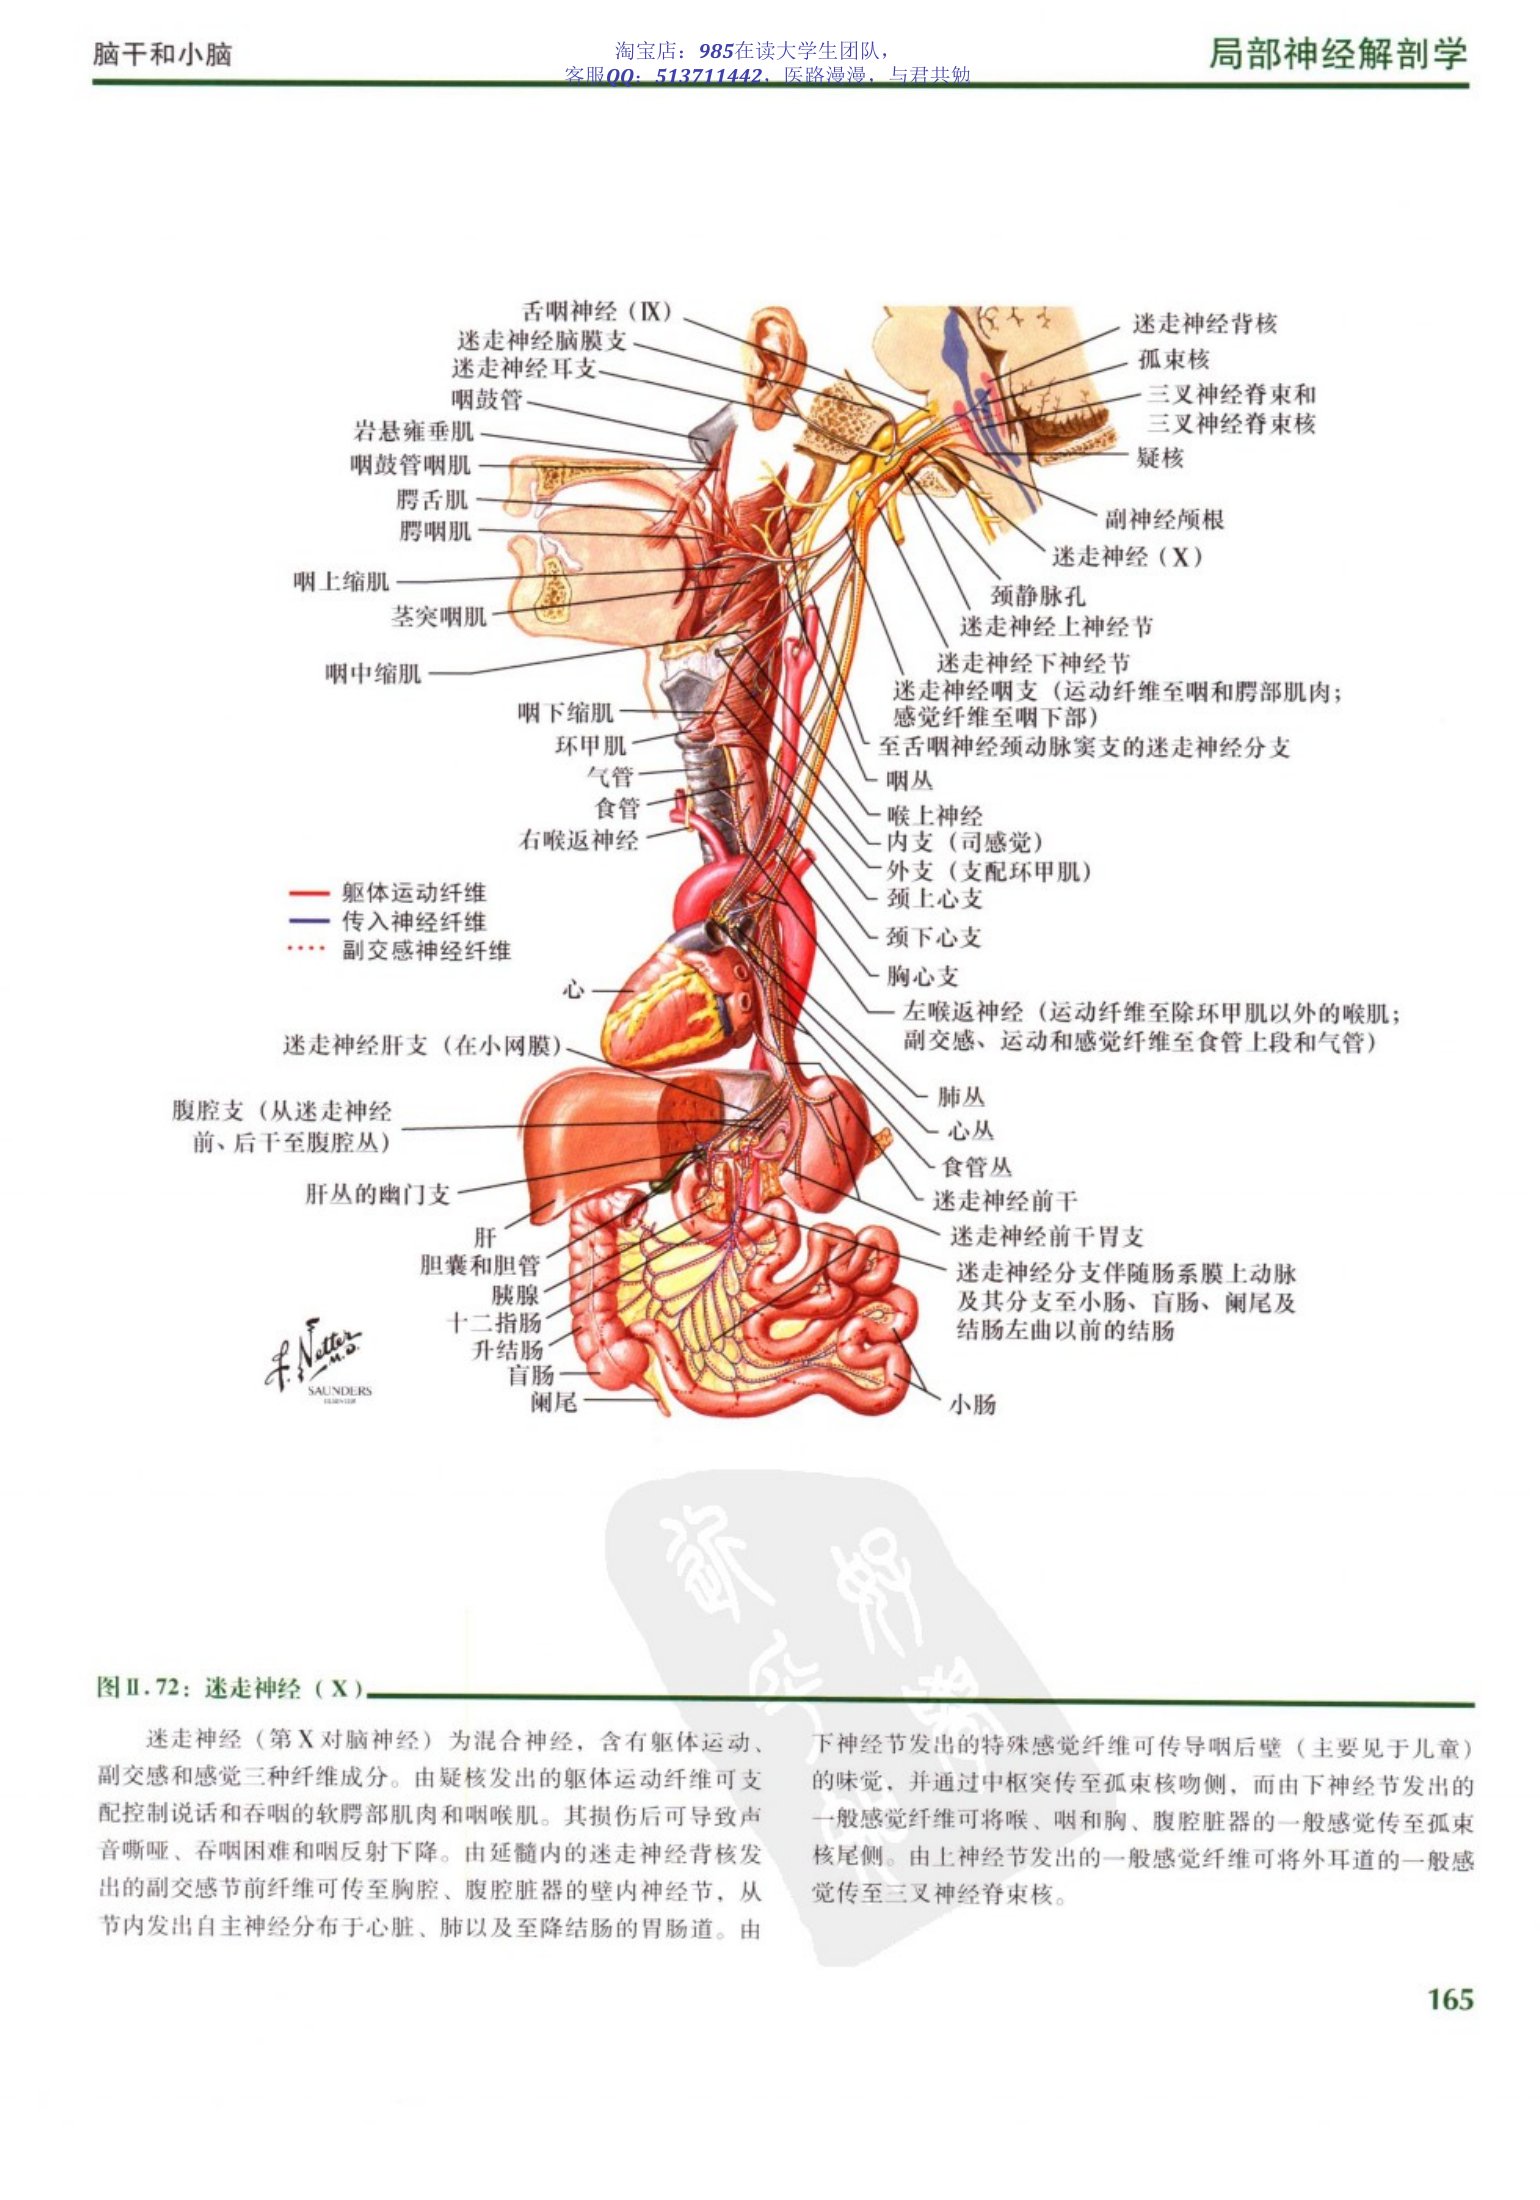 脑干和小脑
淘宝店：985在读大学生团队，
客服QQ：513711442，医路漫漫，与君共勉
局部神经解剖学
舌咽神经（Ⅸ）
迷走神经脑膜支
迷走神经耳支
咽鼓管
岩悬雍垂肌
咽鼓管咽肌
腭舌肌
腭咽肌
咽上缩肌
茎突咽肌
咽中缩肌
咽下缩肌
环甲肌
气管
食管
右喉返神经
躯体运动纤维
传入神经纤维
副交感神经纤维
心
迷走神经肝支（在小网膜）
腹腔支（从迷走神经
前、后干至腹腔丛）
肝丛的幽门支
肝
胆囊和胆管
胰腺
十二指肠
升结肠
盲肠
阑尾
迷走神经背核
孤束核
三叉神经脊束和
三叉神经脊束核
疑核
副神经颅根
迷走神经（X）
颈静脉孔
迷走神经上神经节
迷走神经下神经节
迷走神经咽支（运动纤维至咽和腭部肌肉；
感觉纤维至咽下部）
至舌咽神经颈动脉窦支的迷走神经分支
咽丛
喉上神经
内支（司感觉）
外支（支配环甲肌）
颈上心支
颈下心支
胸心支
左喉返神经（运动纤维至除环甲肌以外的喉肌；
副交感、运动和感觉纤维至食管上段和气管）
肺丛
心丛
食管丛
迷走神经前干
迷走神经前干胃支
迷走神经分支伴随肠系膜上动脉
及其分支至小肠、盲肠、阑尾及
结肠左曲以前的结肠
小肠
F. Netter
M.D.
SAUNDERS
图Ⅱ.72：迷走神经（X）
迷走神经（第X对脑神经）为混合神经，含有躯体运动、
副交感和感觉三种纤维成分。由疑核发出的躯体运动纤维可支
配控制说话和吞咽的软腭部肌肉和咽喉肌。其损伤后可导致声
音嘶哑、吞咽困难和咽反射下降。由延髓内的迷走神经背核发
出的副交感节前纤维可传至胸腔、腹腔脏器的壁内神经节，从
节内发出自主神经分布于心脏、肺以及至降结肠的胃肠道。由
下神经节发出的特殊感觉纤维可传导咽后壁（主要见于儿童）
的味觉，并通过中枢突传至孤束核吻侧，而由下神经节发出的
一般感觉纤维可将喉、咽和胸、腹腔脏器的一般感觉传至孤束
核尾侧。由上神经节发出的一般感觉纤维可将外耳道的一般感
觉传至三叉神经脊束核。
165